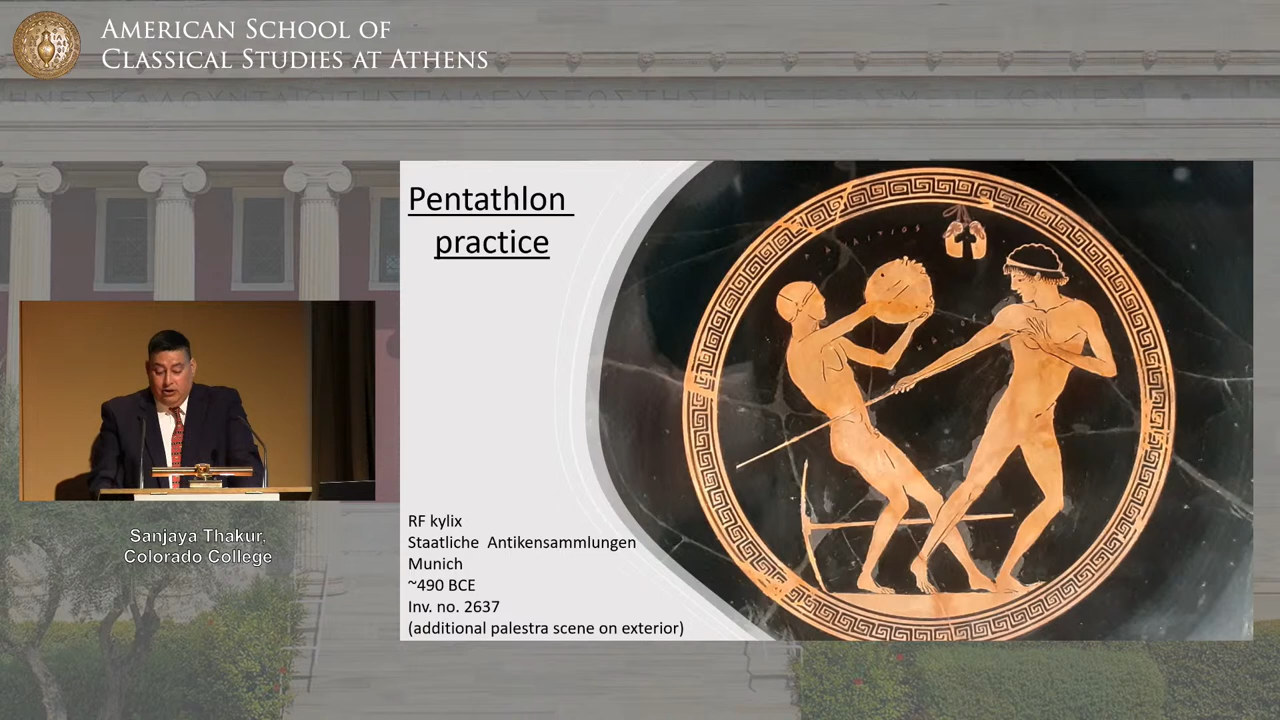 AMERICAN SCHOOL OF
CLASSICAL STUDIES AT ATHENS
Pentathlon
practice
RF kylix
Staatliche Antikensammlungen
Munich
~490 BCE
Inv. no. 2637
(additional palestra scene on exterior)
Sanjaya Thakur,
Colorado College